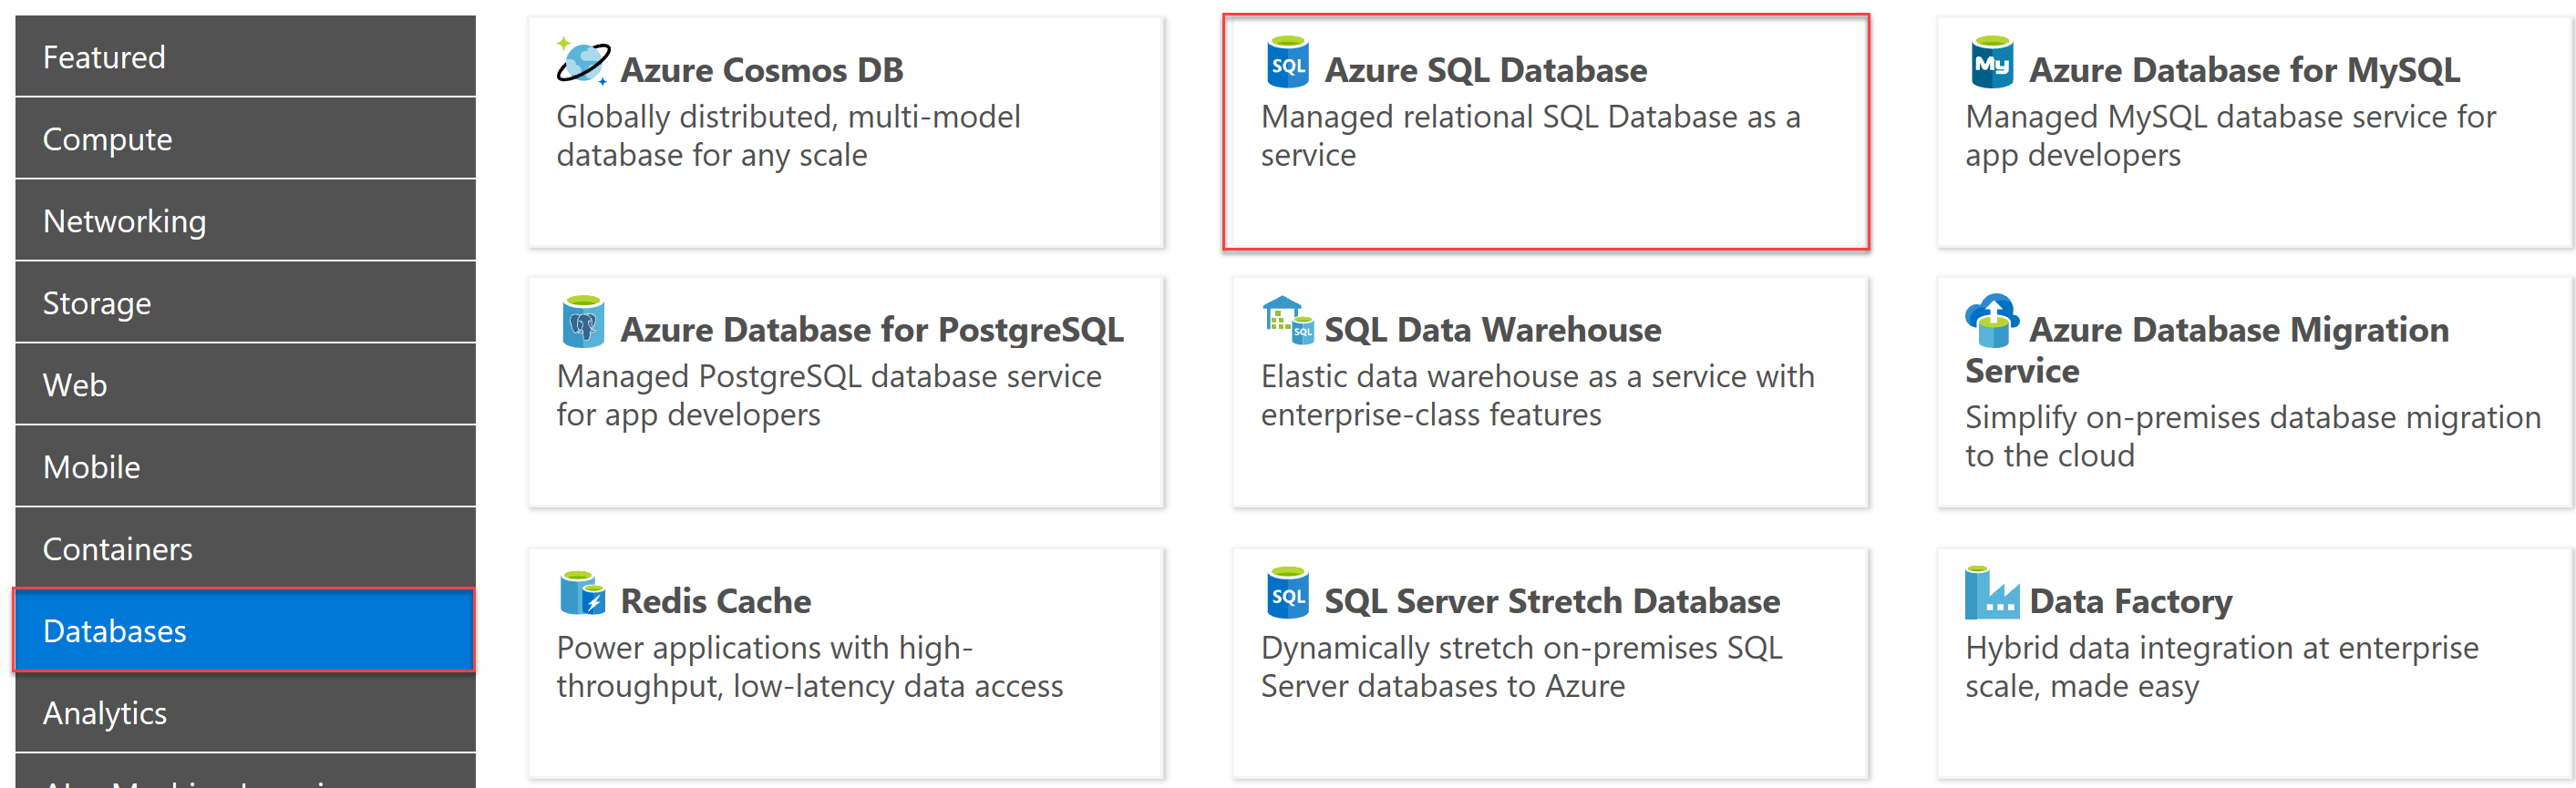 Featured
Compute
Networking
Storage
Web
Mobile
Containers
Databases
Analytics
Azure Cosmos DB
Globally distributed, multi-model
database for any scale
SQL
Azure SQL Database
Managed relational SQL Database as a
service
My
Azure Database for MySQL
Managed MySQL database service for
app developers
Azure Database for PostgreSQL
Managed PostgreSQL database service
for app developers
SQL
SQL Data Warehouse
Elastic data warehouse as a service with
enterprise-class features
Azure Database Migration
Service
Simplify on-premises database migration
to the cloud
Redis Cache
Power applications with high-
throughput, low-latency data access
SQL
SQL Server Stretch Database
Dynamically stretch on-premises SQL
Server databases to Azure
Data Factory
Hybrid data integration at enterprise
scale, made easy